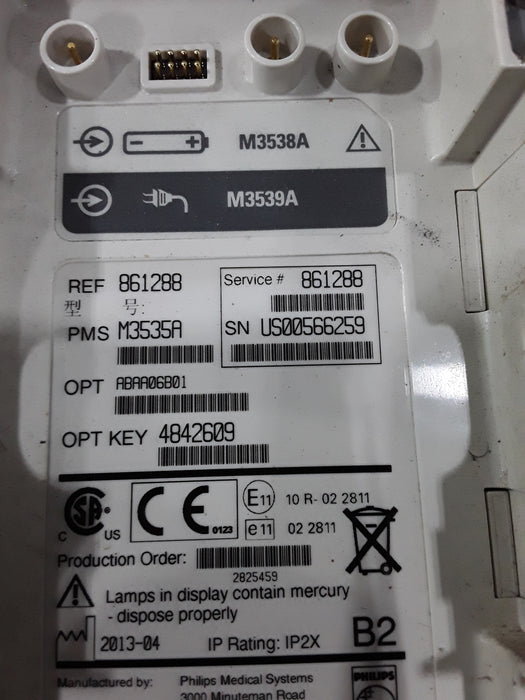 − + M3538A
M3539A
REF 861288
型 号:
Service # 861288
PMS M3535A
SN US00566259
OPT ABAA06B01
OPT KEY 4842609
C SA US
CE 0123
E11 10 R- 02 2811
e11 02 2811
Production Order:
2825459
Lamps in display contain mercury
- dispose properly
2013-04 IP Rating: IP2X B2
Manufactured by: Philips Medical Systems
3000 Minuteman Road
PHILIPS